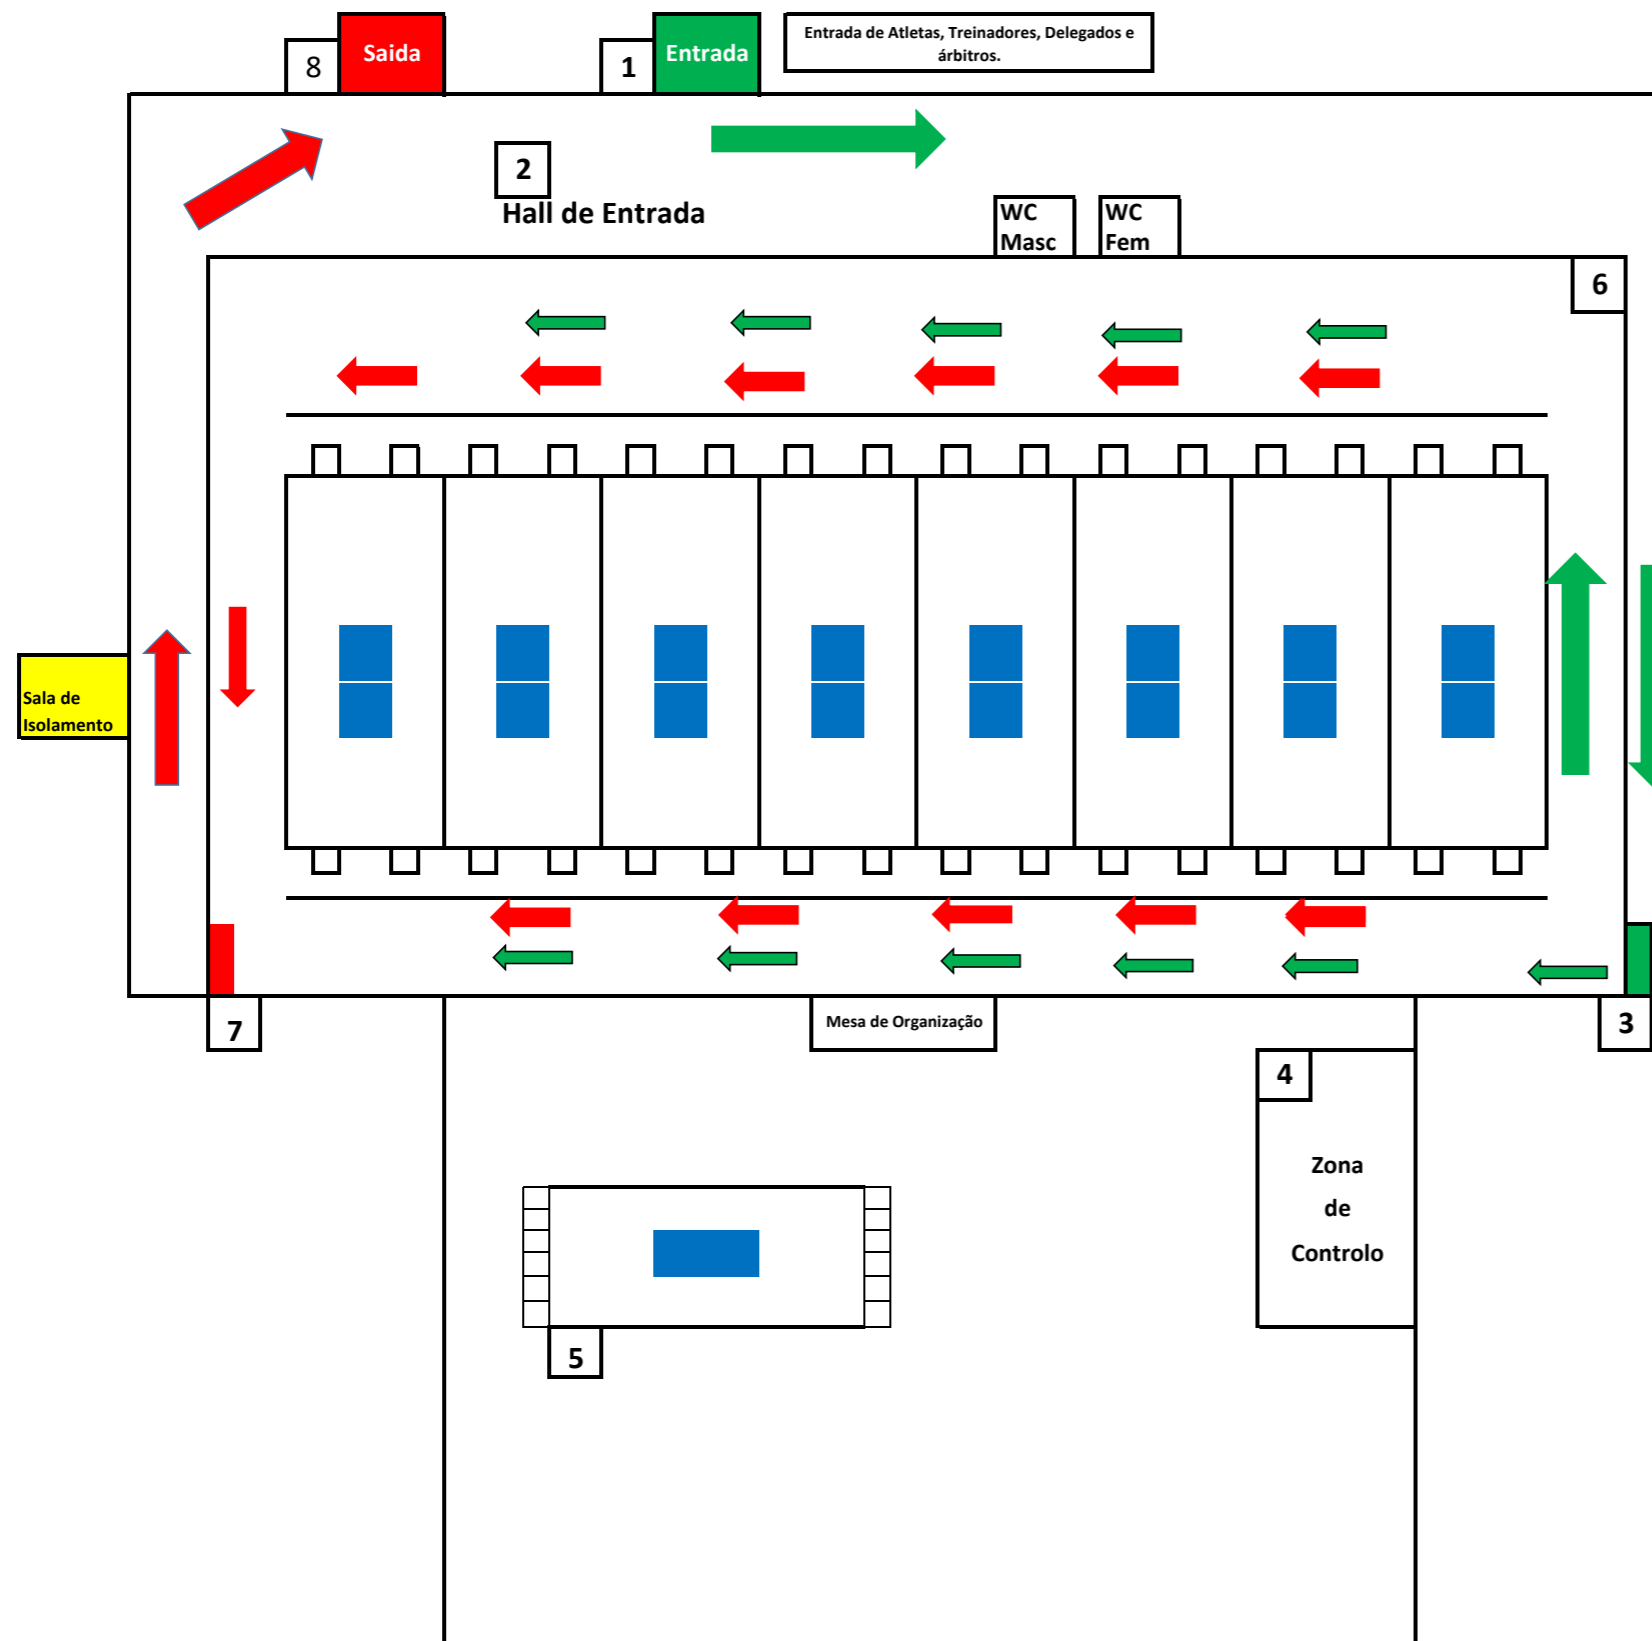 8
Saida
1
Entrada
Entrada de Atletas, Treinadores, Delegados e
árbitros.
2
Hall de Entrada
WC
Masc
WC
Fem
6
Sala de
Isolamento
7
Mesa de Organização
3
4
Zona
de
Controlo
5